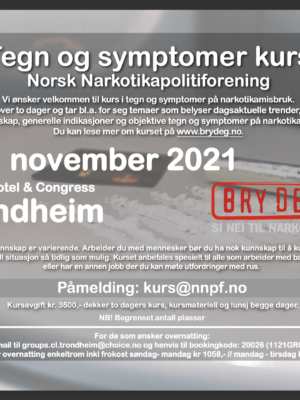 Tegn og symptomer kurs
Norsk Narkotikapolitiforening
Vi ønsker velkommen til kurs i tegn og symptomer på narkotikamisbruk.
over to dager og tar bl.a. for seg temaer som belyser dagsaktuelle trender,
skap, generelle indikasjoner og objektive tegn og symptomer på narkotika
Du kan lese mer om kurset på www.brydeg.no.
november 2021
otel & Congress
ndheim
BRY DE
SI NEI TIL NARKO
nnskap er varierende. Arbeider du med mennesker bør du ha nok kunnskap til å ku
ll situasjon så tidlig som mulig. Kurset anbefales spesielt til alle som arbeider med ba
eller har en annen jobb der du kan møte utfordringer med rus.
Påmelding: kurs@nnpf.no
Kursavgift kr. 3500,- dekker to dagers kurs, kursmateriell og lunsj begge dager.
NB! Begrenset antall plasser
For de som ønsker overnatting:
mail til groups.cl.trondheim@choice.no og henvis til bookingkode: 20026 (1121GR
r overnatting enkeltrom inkl frokost søndag- mandag kr 1058,- // mandag - tirsdag k